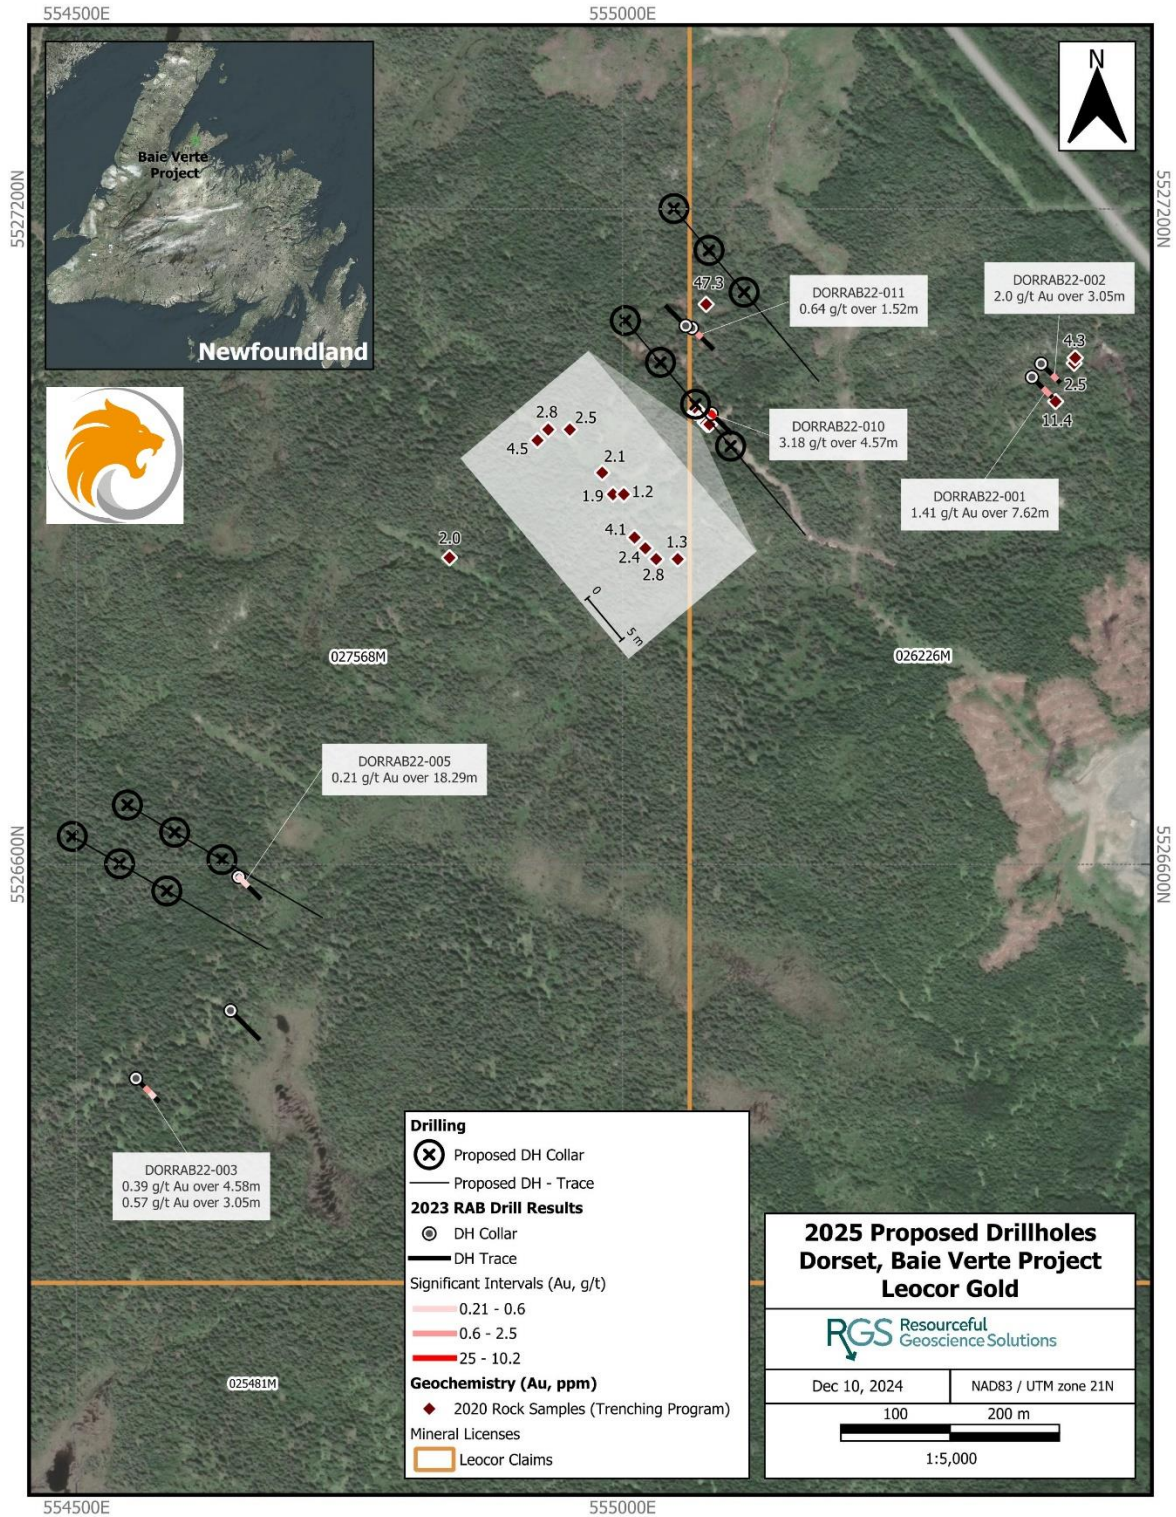 554500E
555000E
5527200N
5527200N
N
Baie Verte
Project
Newfoundland
47.3
DORRAB22-011
0.64 g/t over 1.52m
DORRAB22-002
2.0 g/t Au over 3.05m
4.3
2.5
11.4
DORRAB22-010
3.18 g/t over 4.57m
DORRAB22-001
1.41 g/t Au over 7.62m
2.8
2.5
4.5
2.1
1.9
1.2
4.1
1.3
2.4
2.8
2.0
0
5 m
027568M
026226M
DORRAB22-005
0.21 g/t Au over 18.29m
5526600N
5526600N
DORRAB22-003
0.39 g/t Au over 4.58m
0.57 g/t Au over 3.05m
025481M
Drilling
Proposed DH Collar
Proposed DH - Trace
2023 RAB Drill Results
DH Collar
DH Trace
Significant Intervals (Au, g/t)
0.21 - 0.6
0.6 - 2.5
25 - 10.2
Geochemistry (Au, ppm)
2020 Rock Samples (Trenching Program)
Mineral Licenses
Leocor Claims
2025 Proposed Drillholes
Dorset, Baie Verte Project
Leocor Gold
RGS Resourceful
Geoscience Solutions
Dec 10, 2024
NAD83 / UTM zone 21N
100 200 m
1:5,000
554500E
555000E